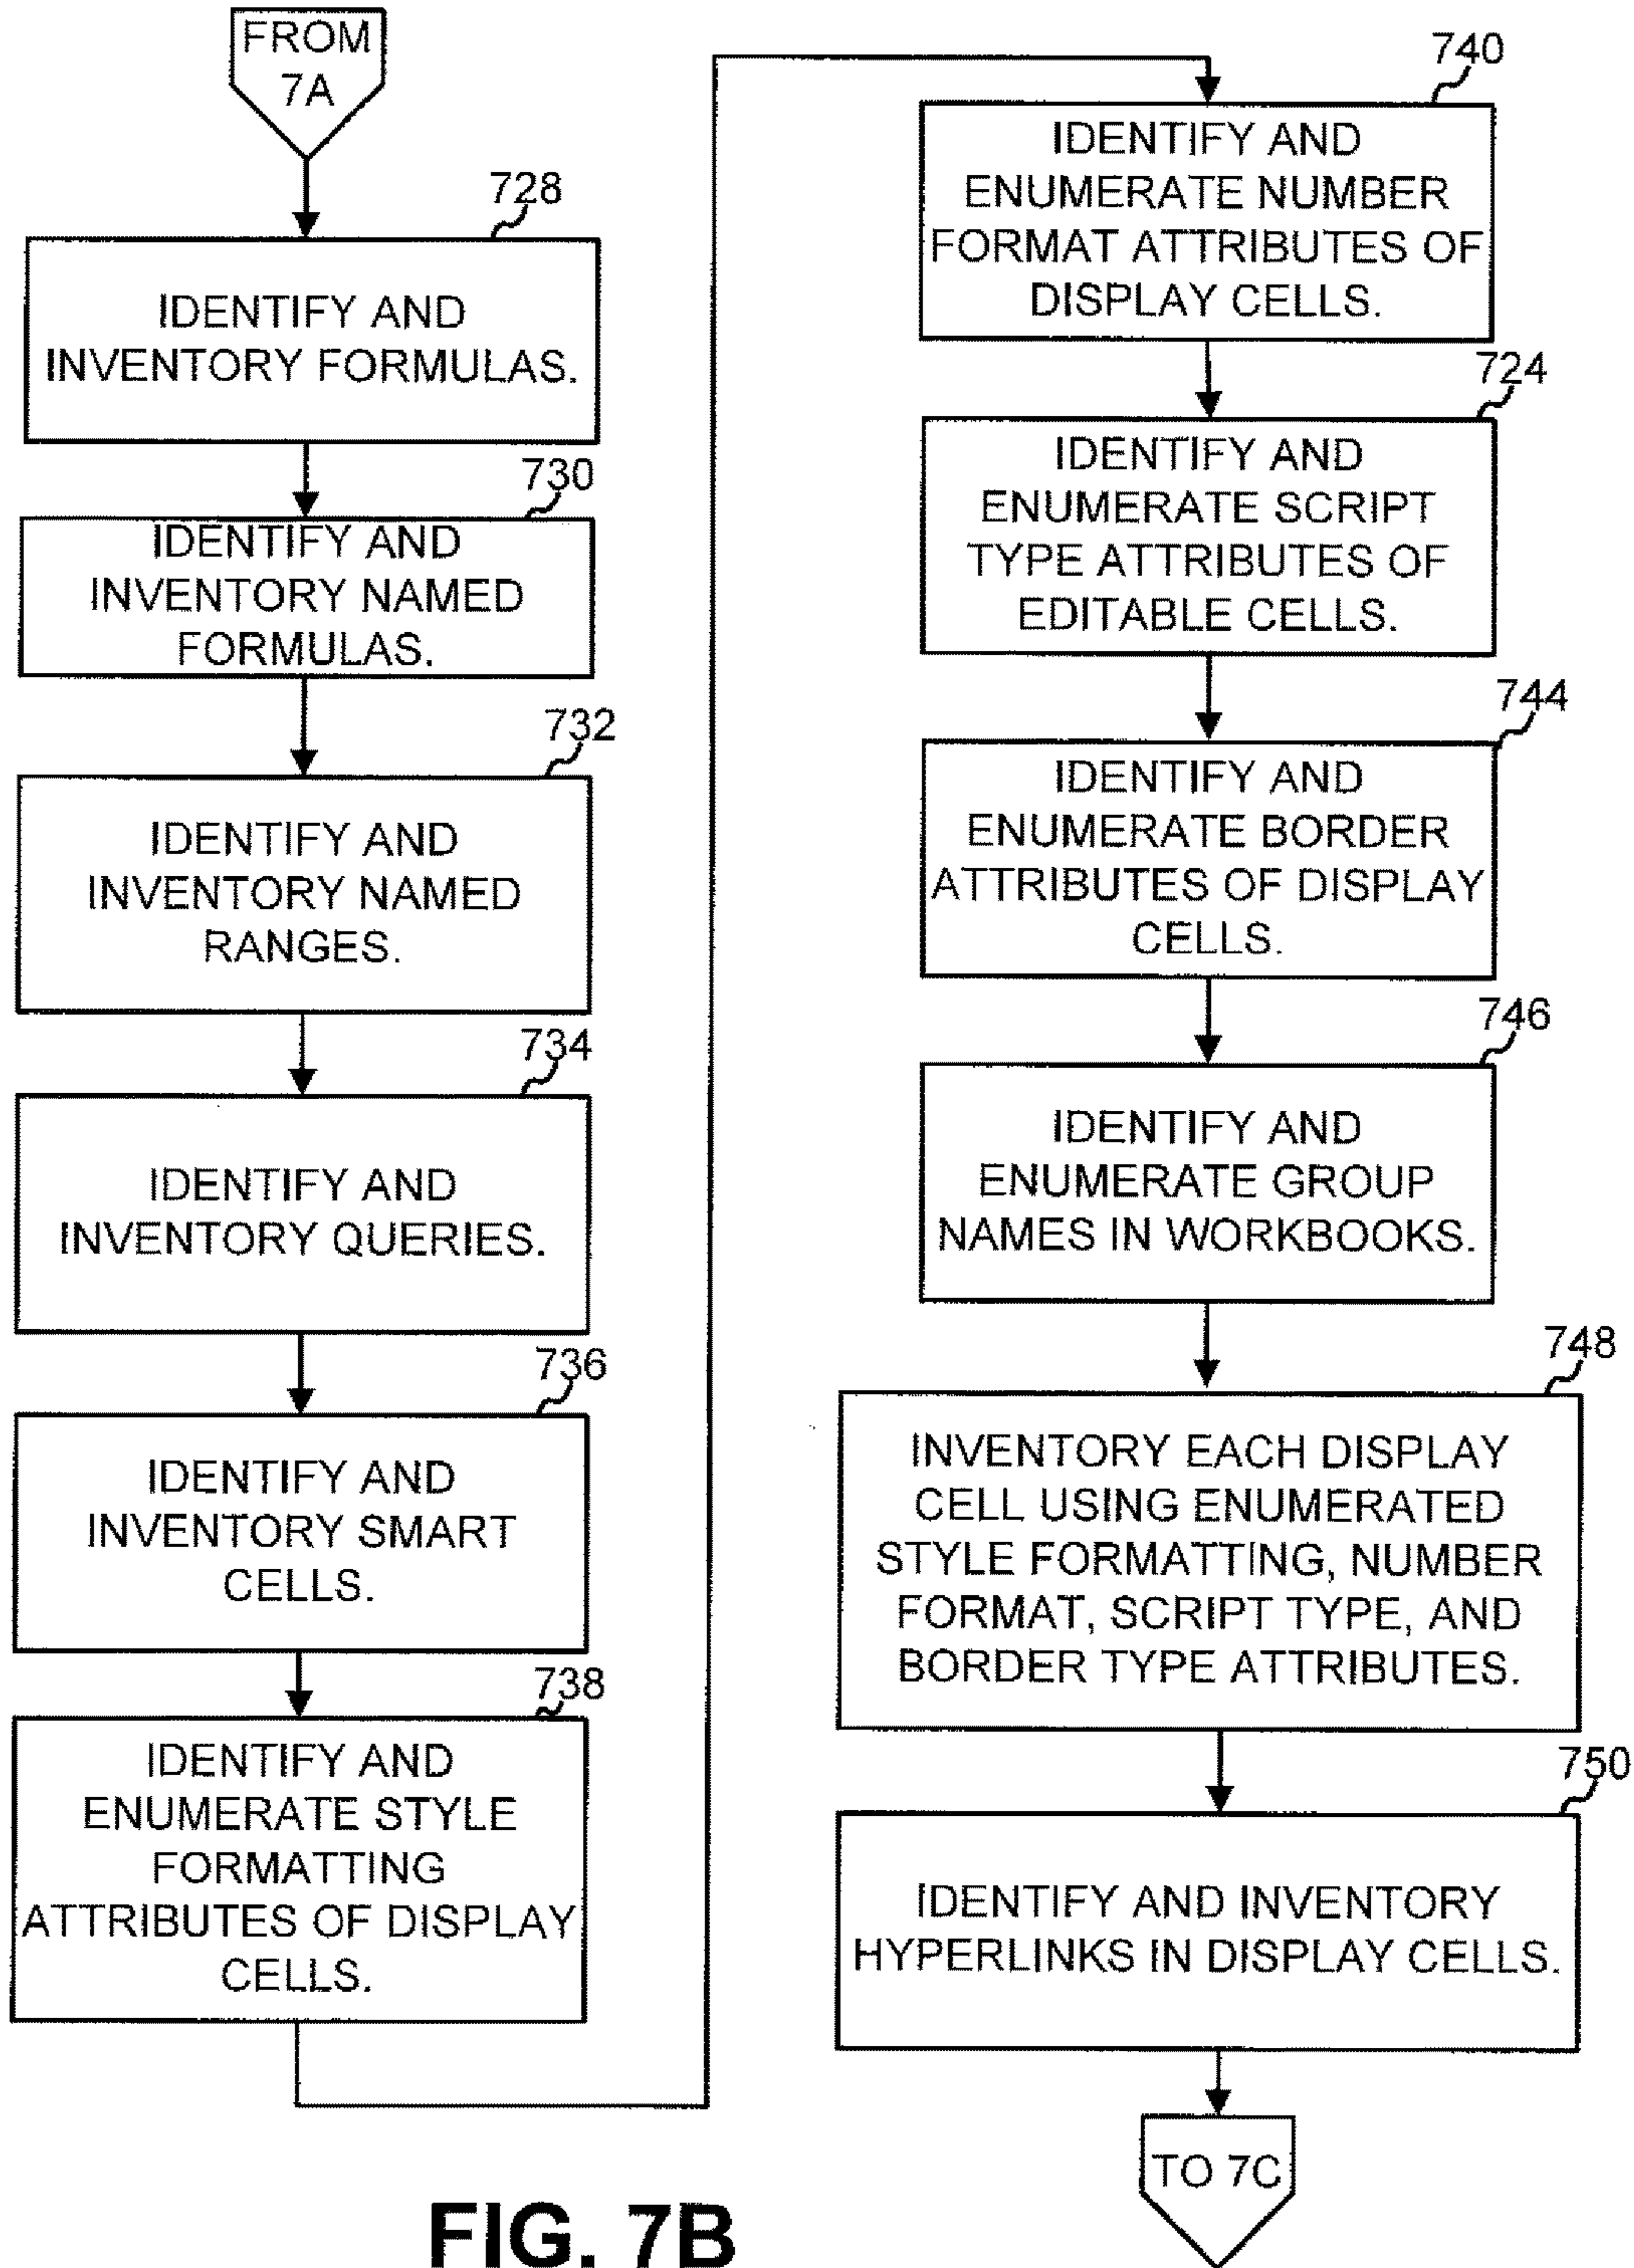 FROM
7A
728
IDENTIFY AND
INVENTORY FORMULAS.
730
IDENTIFY AND
INVENTORY NAMED
FORMULAS.
732
IDENTIFY AND
INVENTORY NAMED
RANGES.
734
IDENTIFY AND
INVENTORY QUERIES.
736
IDENTIFY AND
INVENTORY SMART
CELLS.
738
IDENTIFY AND
ENUMERATE STYLE
FORMATTING
ATTRIBUTES OF DISPLAY
CELLS.
740
IDENTIFY AND
ENUMERATE NUMBER
FORMAT ATTRIBUTES OF
DISPLAY CELLS.
724
IDENTIFY AND
ENUMERATE SCRIPT
TYPE ATTRIBUTES OF
EDITABLE CELLS.
744
IDENTIFY AND
ENUMERATE BORDER
ATTRIBUTES OF DISPLAY
CELLS.
746
IDENTIFY AND
ENUMERATE GROUP
NAMES IN WORKBOOKS.
748
INVENTORY EACH DISPLAY
CELL USING ENUMERATED
STYLE FORMATTING, NUMBER
FORMAT, SCRIPT TYPE, AND
BORDER TYPE ATTRIBUTES.
750
IDENTIFY AND INVENTORY
HYPERLINKS IN DISPLAY CELLS.
TO 7C
FIG. 7B